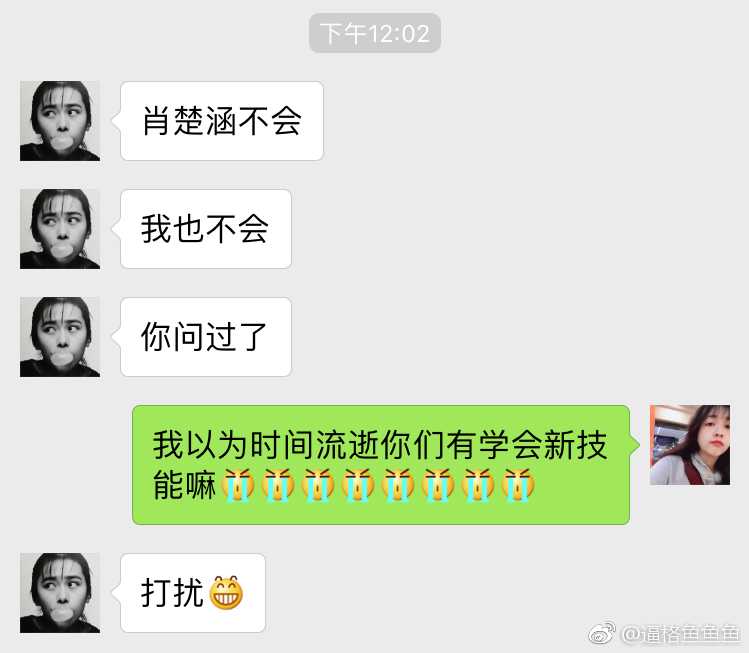 下午12:02
肖楚涵不会
我也不会
你问过了
我以为时间流逝你们有学会新技
能嘛😭😭😭😭😭😭😭😭
打扰😁
@逼格鱼鱼鱼